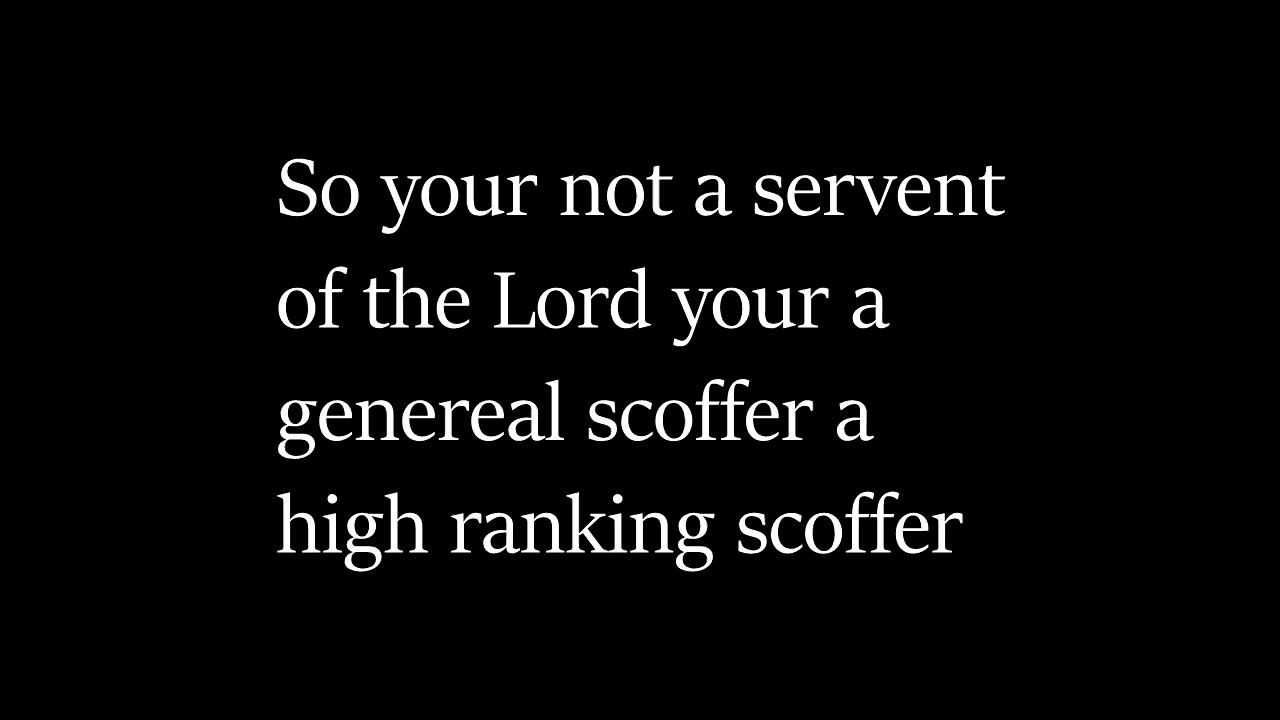 So your not a servent
of the Lord your a
genereal scoffer a
high ranking scoffer